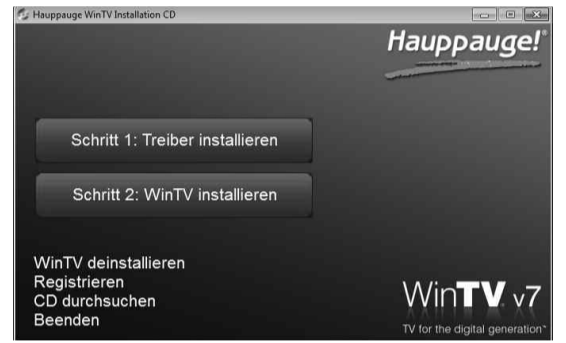 Hauppauge WinTV Installation CD
Hauppauge!®
Schritt 1: Treiber installieren
Schritt 2: WinTV installieren
WinTV deinstallieren
Registrieren
CD durchsuchen
Beenden
WinTV v7
TV for the digital generation™